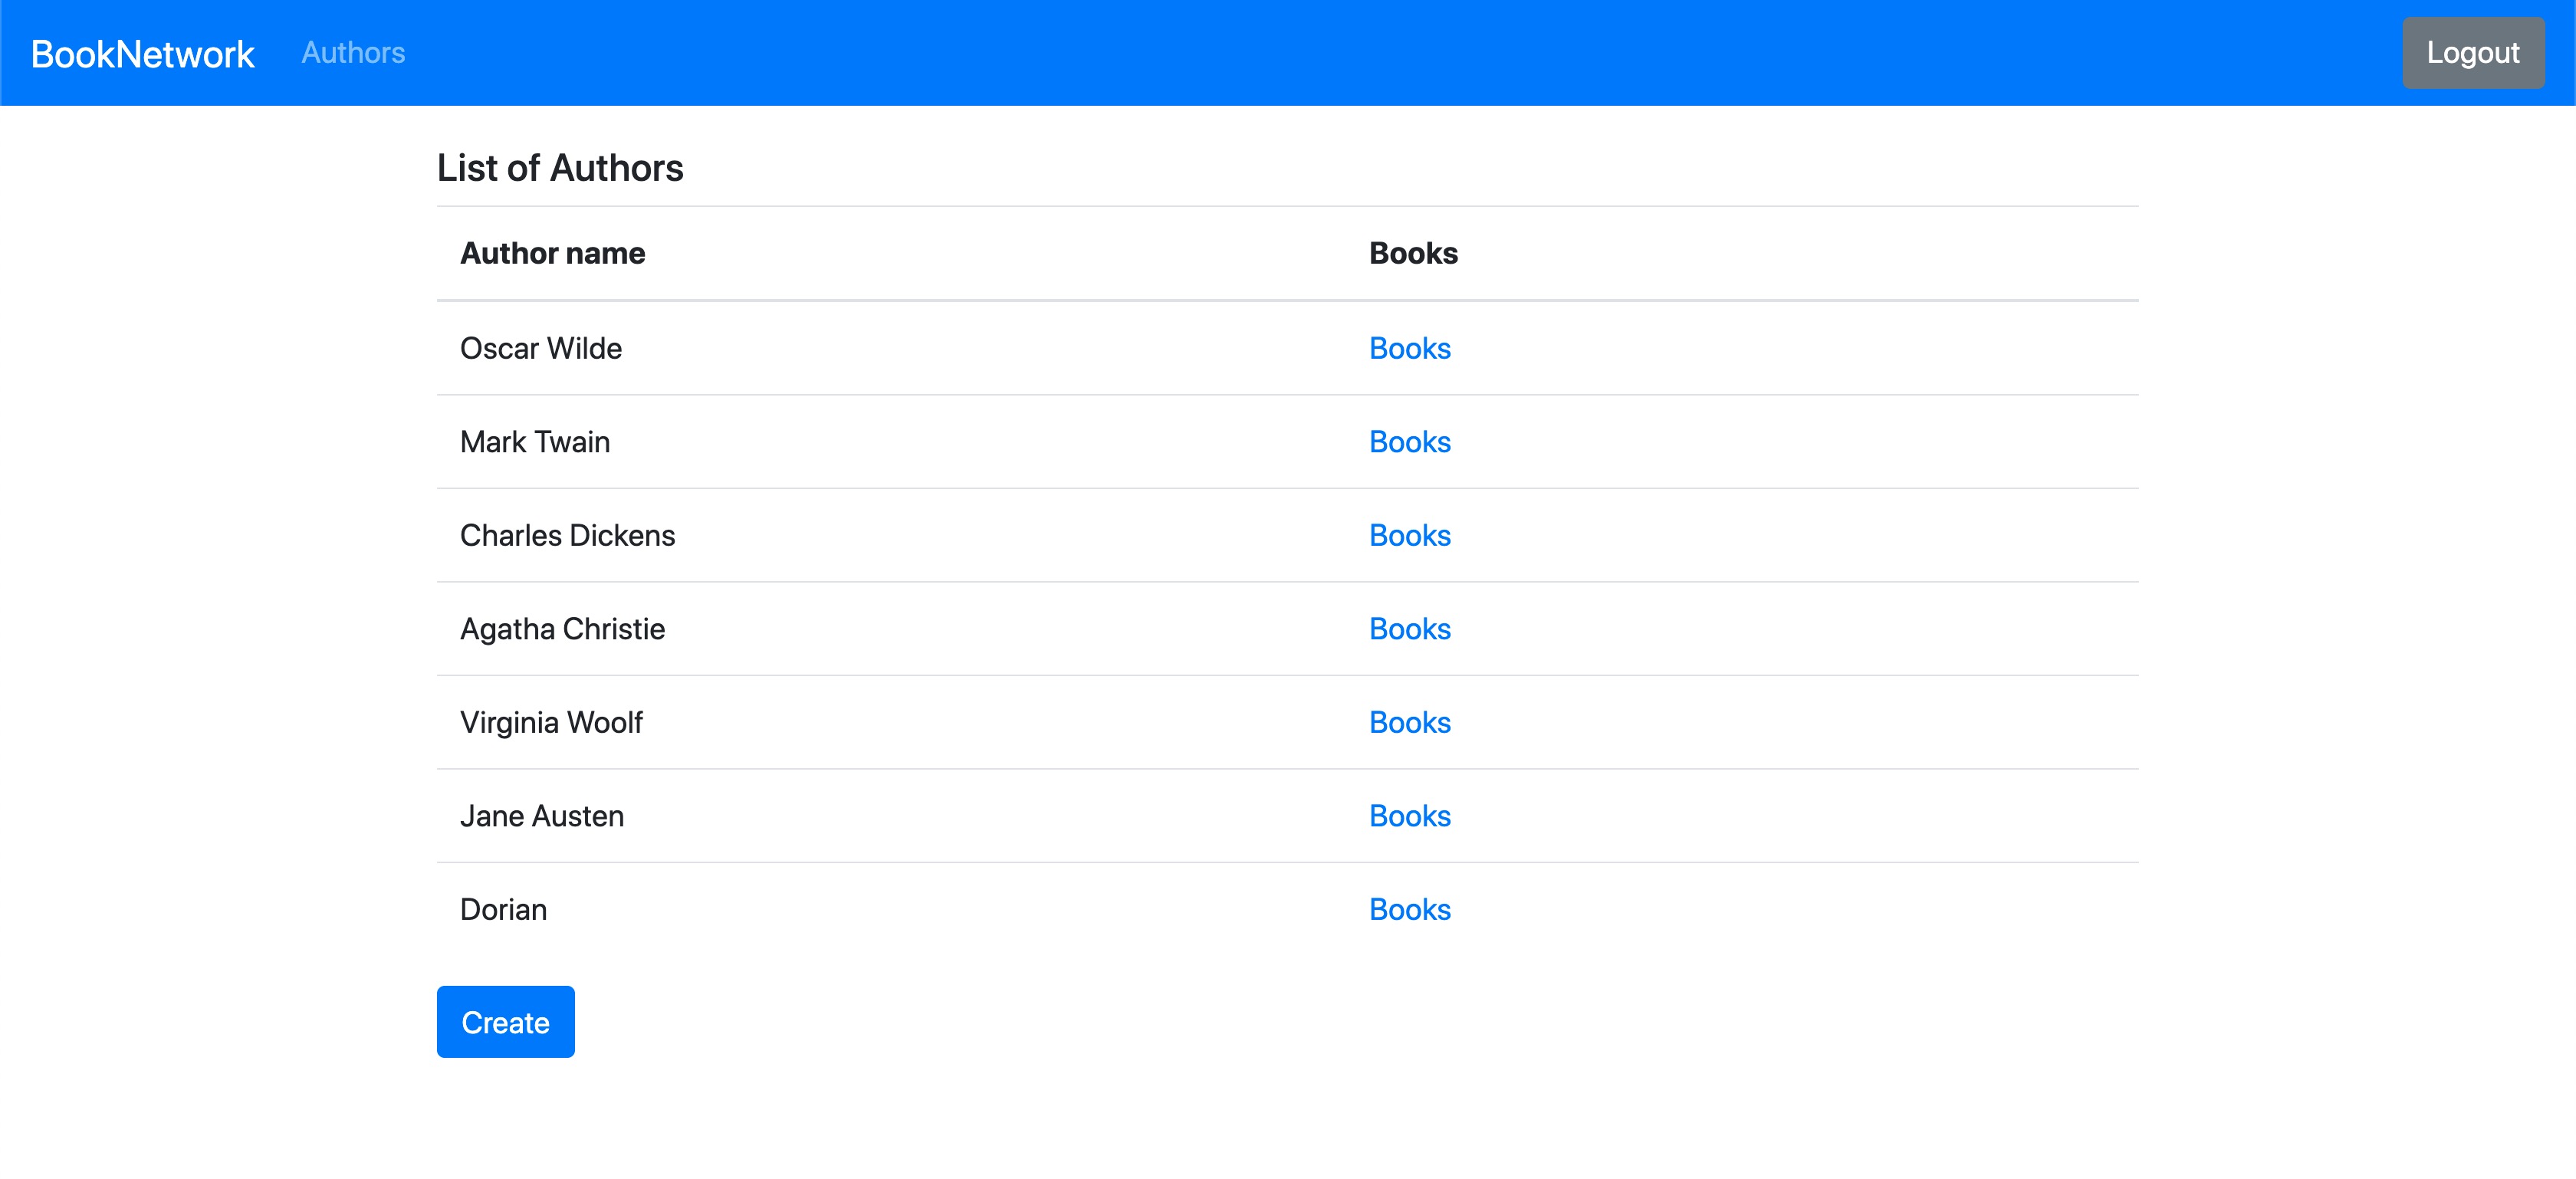 BookNetwork Authors Logout
List of Authors
Author name Books
Oscar Wilde Books
Mark Twain Books
Charles Dickens Books
Agatha Christie Books
Virginia Woolf Books
Jane Austen Books
Dorian Books
Create